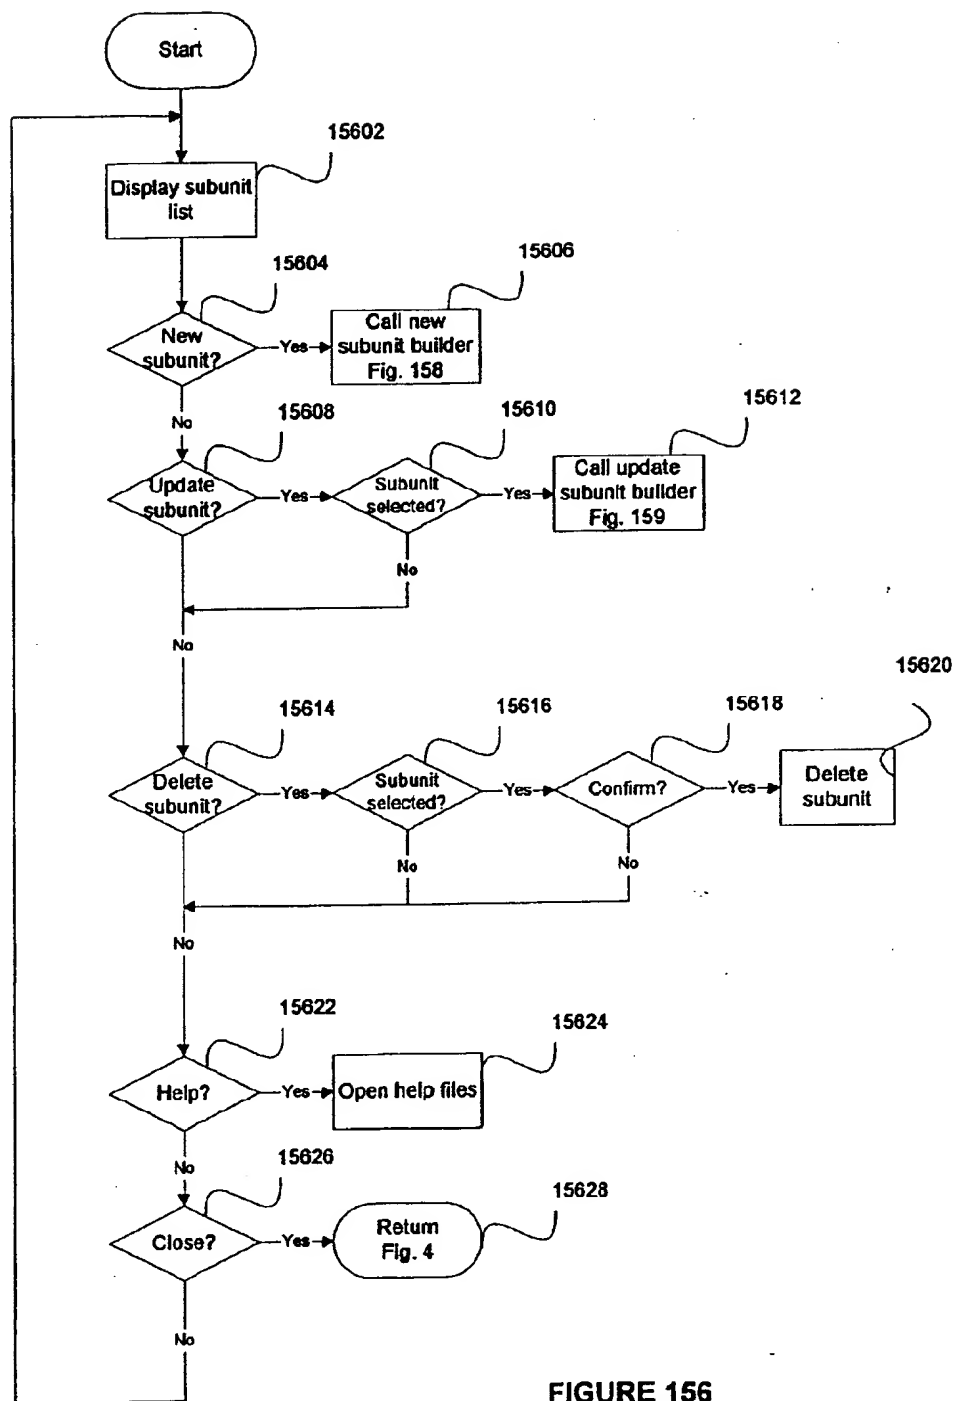 Start
15602
Display subunit
list
15604
15606
New
subunit?
Yes
Call new
subunit builder
Fig. 158
No
15608
15610
15612
Update
subunit?
Yes
Subunit
selected?
Yes
Call update
subunit builder
Fig. 159
No
No
15614
15616
15618
15620
Delete
subunit?
Yes
Subunit
selected?
Yes
Confirm?
Yes
Delete
subunit
No
No
No
15622
15624
Help?
Yes
Open help files
No
15626
15628
Close?
Yes
Return
Fig. 4
No
FIGURE 156